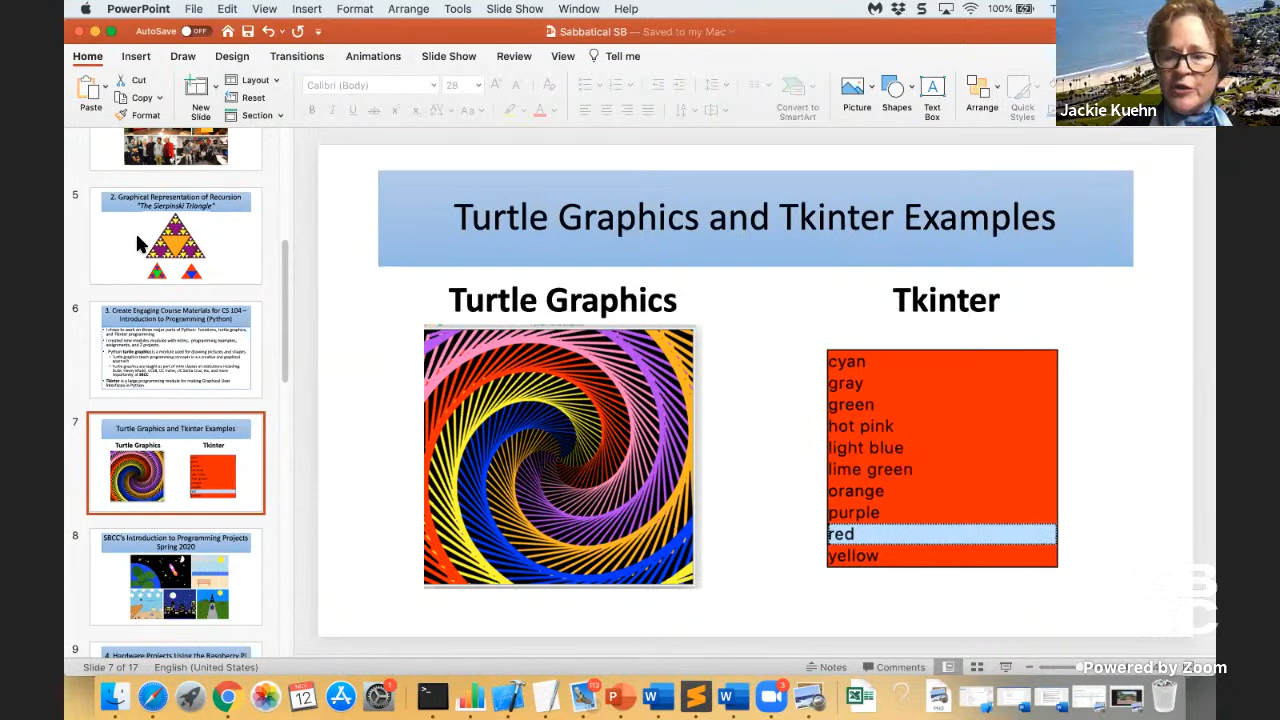 PowerPoint File Edit View Insert Format Arrange Tools Slide Show Window Help 100%
AutoSave OFF Sabbatical SB — Saved to my Mac
Home Insert Draw Design Transitions Animations Slide Show Review View Tell me
Paste Cut Copy Format
New Slide Layout Reset Section
Calibri (Body) 28
Convert to SmartArt
Picture Shapes Text Box Arrange Quick Styles
Jackie Kuehn
5
2. Graphical Representation of Recursion
"The Sierpinski Triangle"
6
3. Create Engaging Course Materials for CS 104 –
Introduction to Programming (Python)
7
Turtle Graphics and Tkinter Examples
Turtle Graphics Tkinter
8
SBCC's Introduction to Programming Projects
Spring 2020
9
4. Hardware Projects Using the Raspberry Pi
Turtle Graphics and Tkinter Examples
Turtle Graphics
Tkinter
cyan
gray
green
hot pink
light blue
lime green
orange
purple
red
yellow
Slide 7 of 17 English (United States) Notes Comments
Powered by Zoom
NOV 12